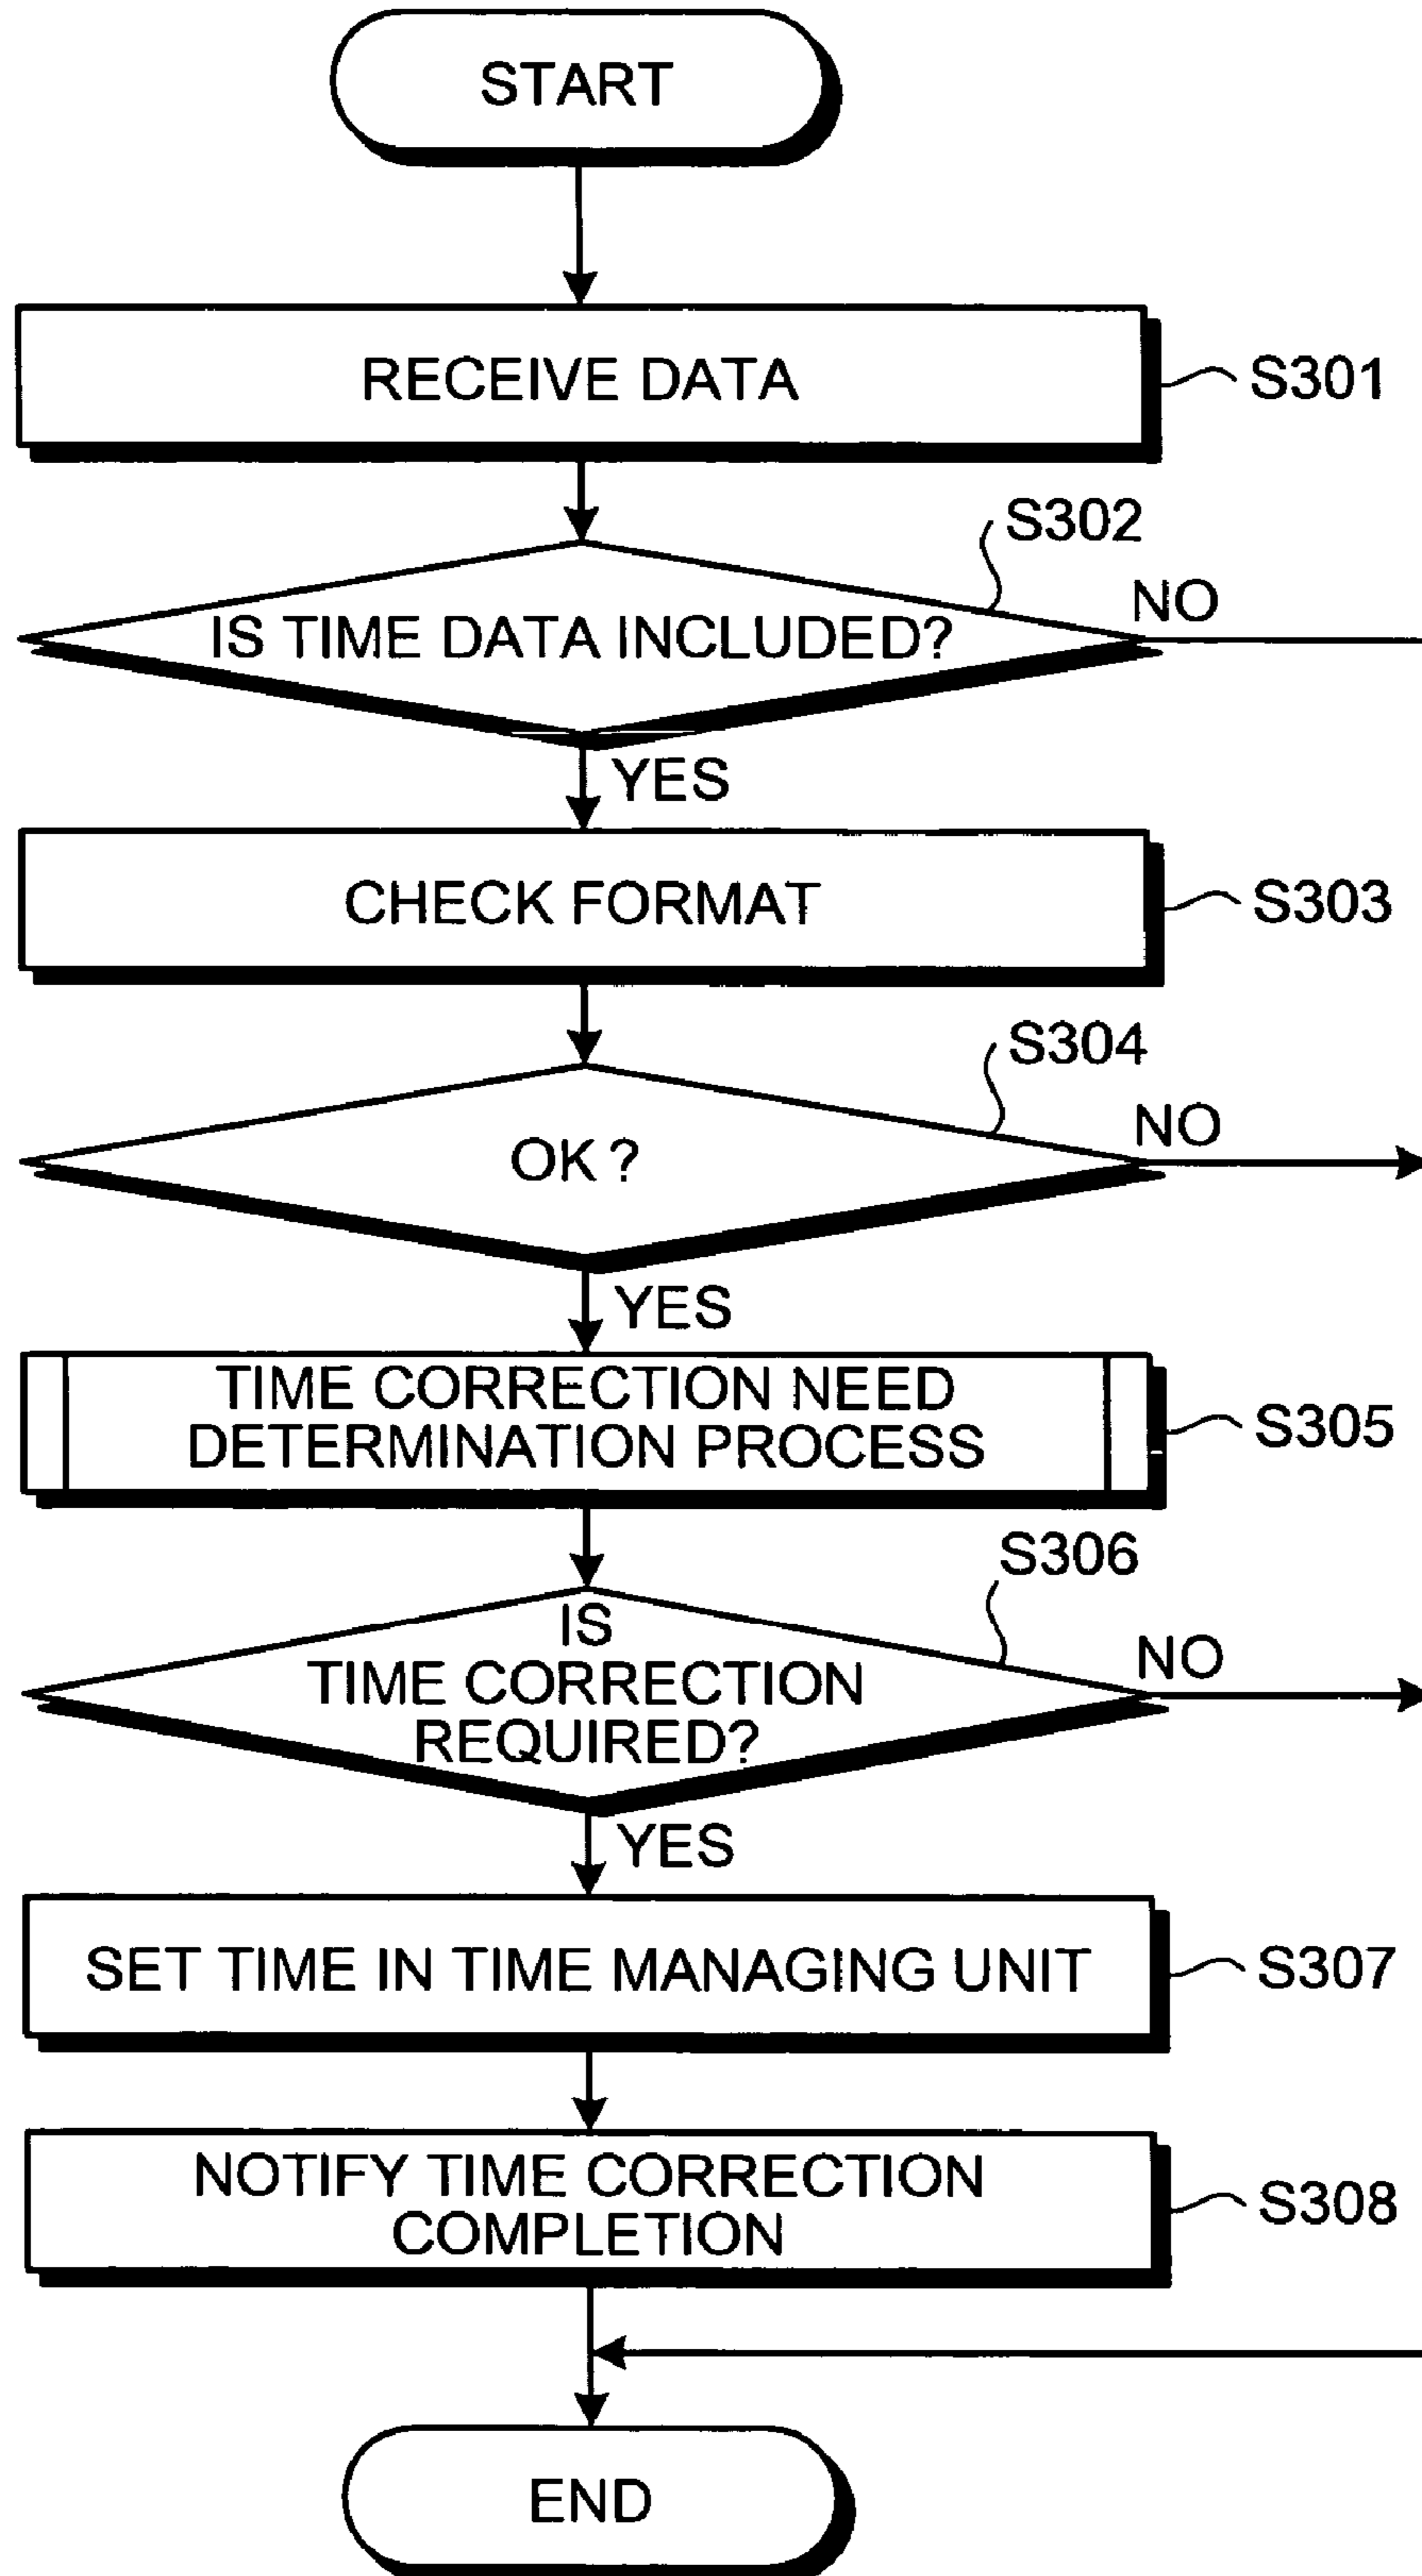 START
RECEIVE DATA
S301
S302
IS TIME DATA INCLUDED?
NO
YES
CHECK FORMAT
S303
S304
OK ?
NO
YES
TIME CORRECTION NEED
DETERMINATION PROCESS
S305
S306
IS
TIME CORRECTION
REQUIRED?
NO
YES
SET TIME IN TIME MANAGING UNIT
S307
NOTIFY TIME CORRECTION
COMPLETION
S308
END